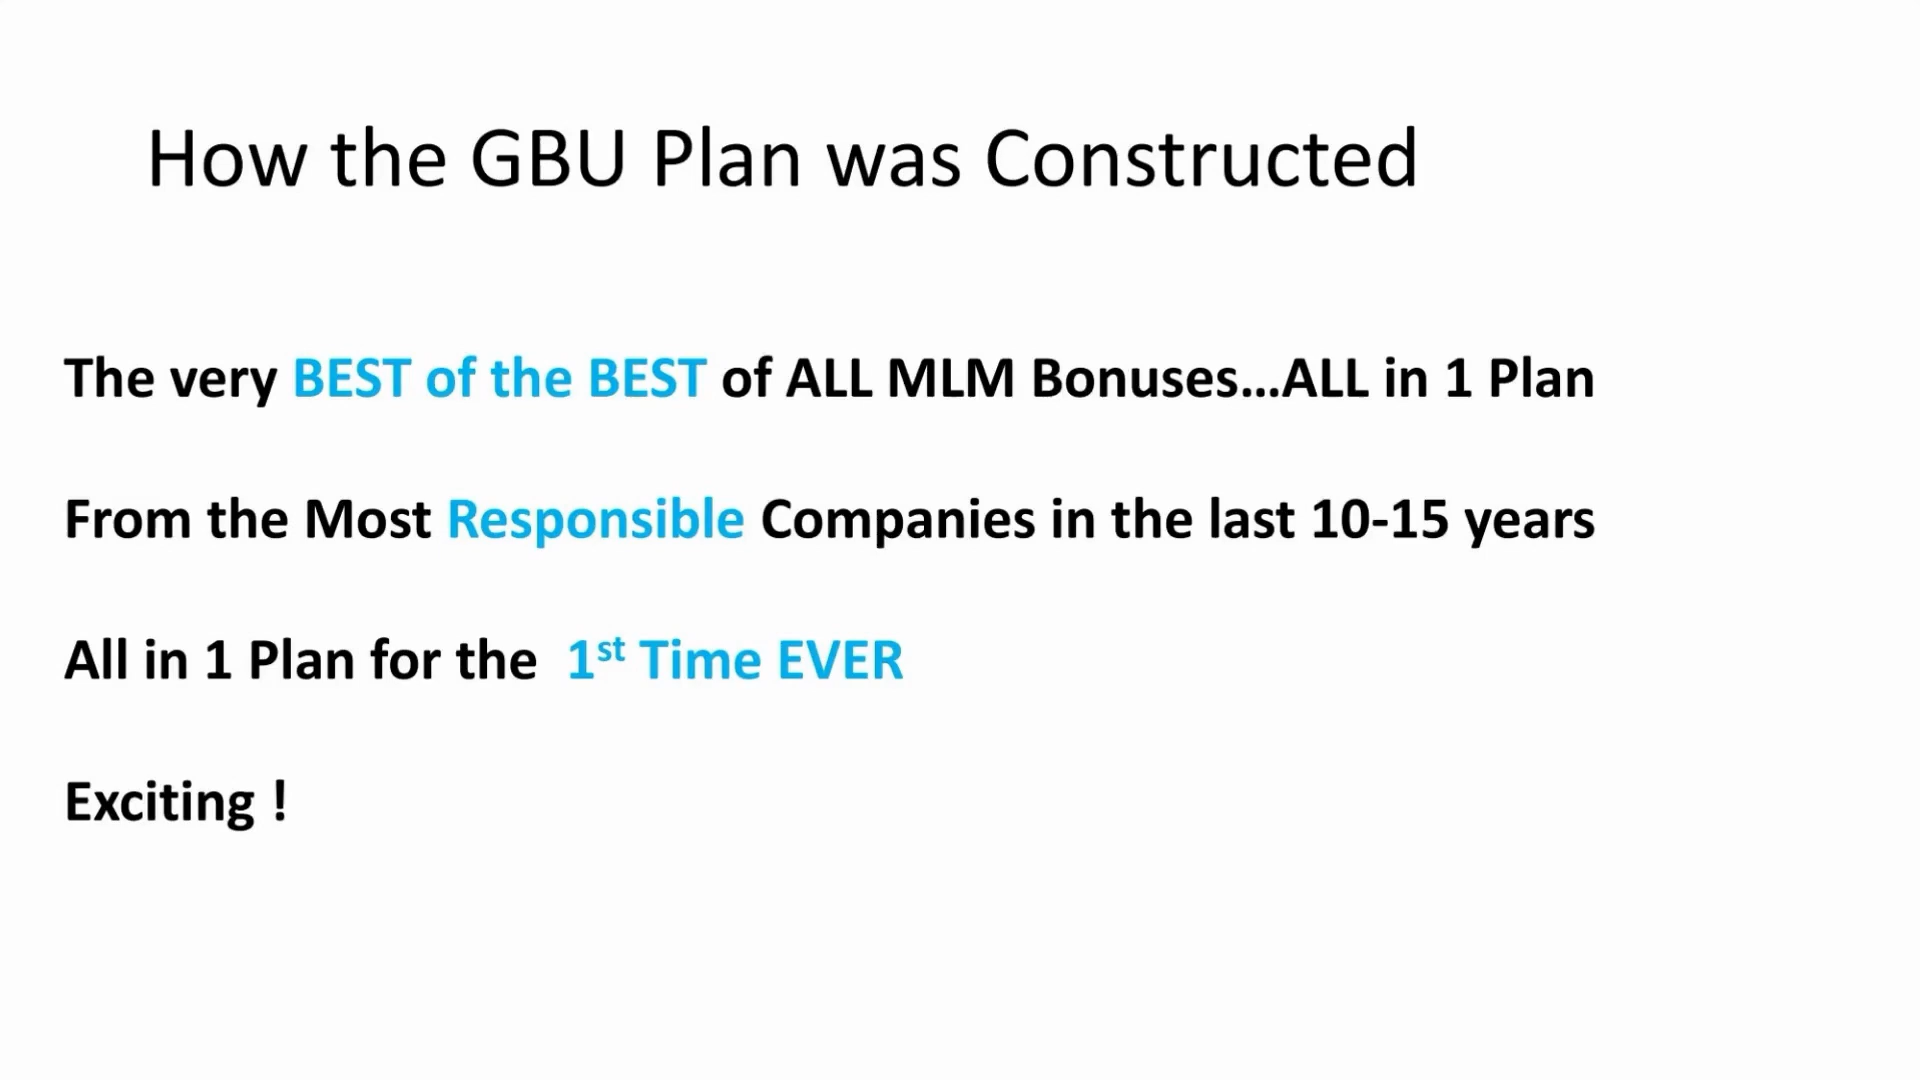 How the GBU Plan was Constructed
The very BEST of the BEST of ALL MLM Bonuses...ALL in 1 Plan
From the Most Responsible Companies in the last 10-15 years
All in 1 Plan for the 1st Time EVER
Exciting !